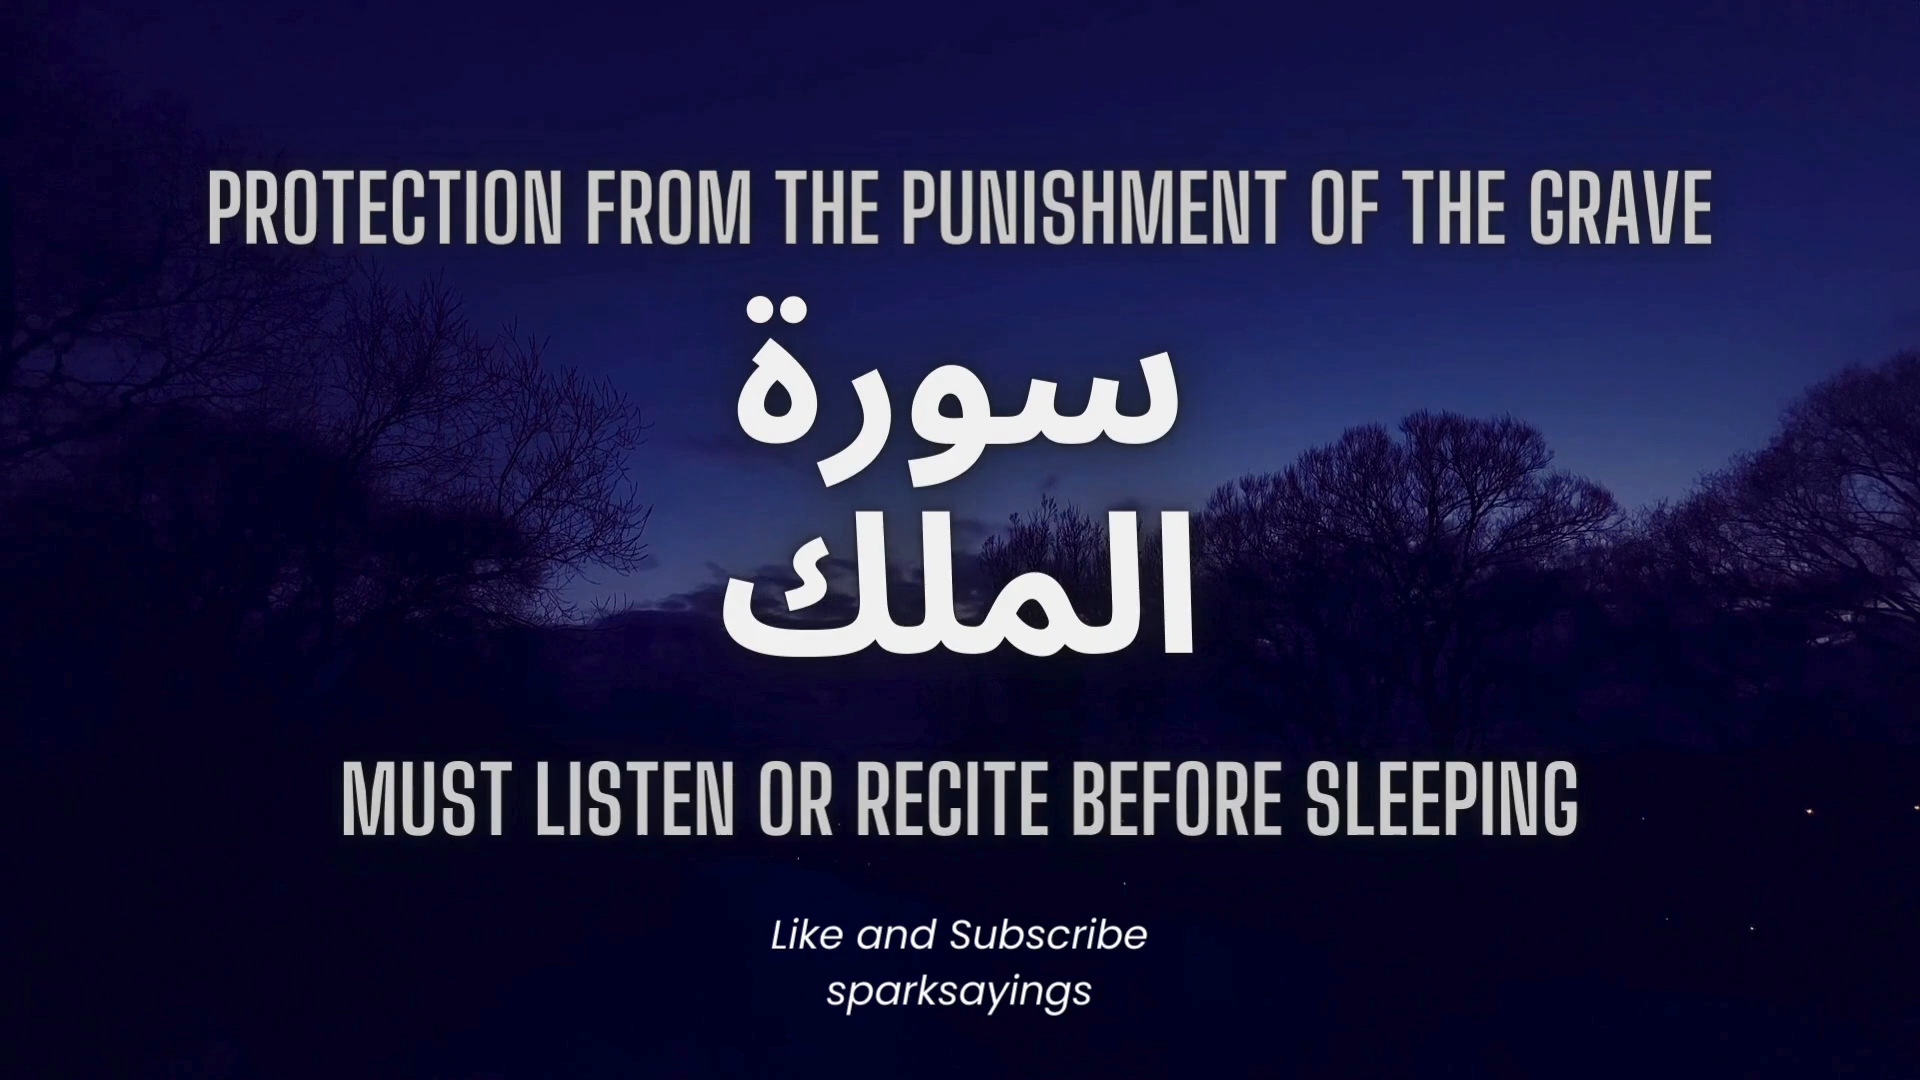 PROTECTION FROM THE PUNISHMENT OF THE GRAVE
سورة
الملك
MUST LISTEN OR RECITE BEFORE SLEEPING
Like and Subscribe
sparksayings